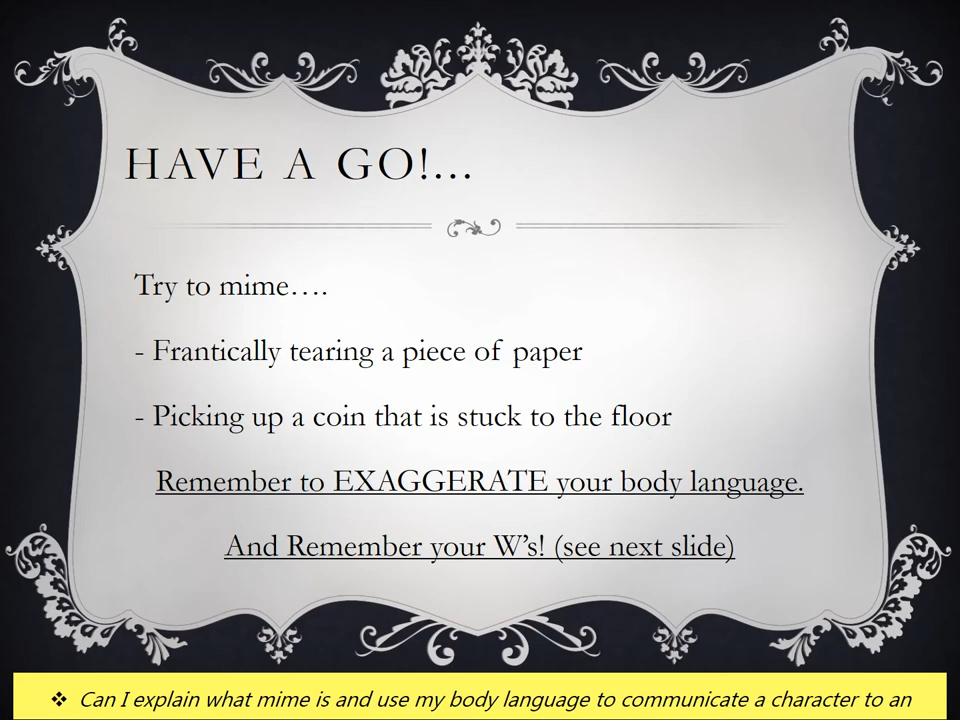 HAVE A GO!...
Try to mime….
- Frantically tearing a piece of paper
- Picking up a coin that is stuck to the floor
Remember to EXAGGERATE your body language.
And Remember your W’s! (see next slide)
❖ Can I explain what mime is and use my body language to communicate a character to an